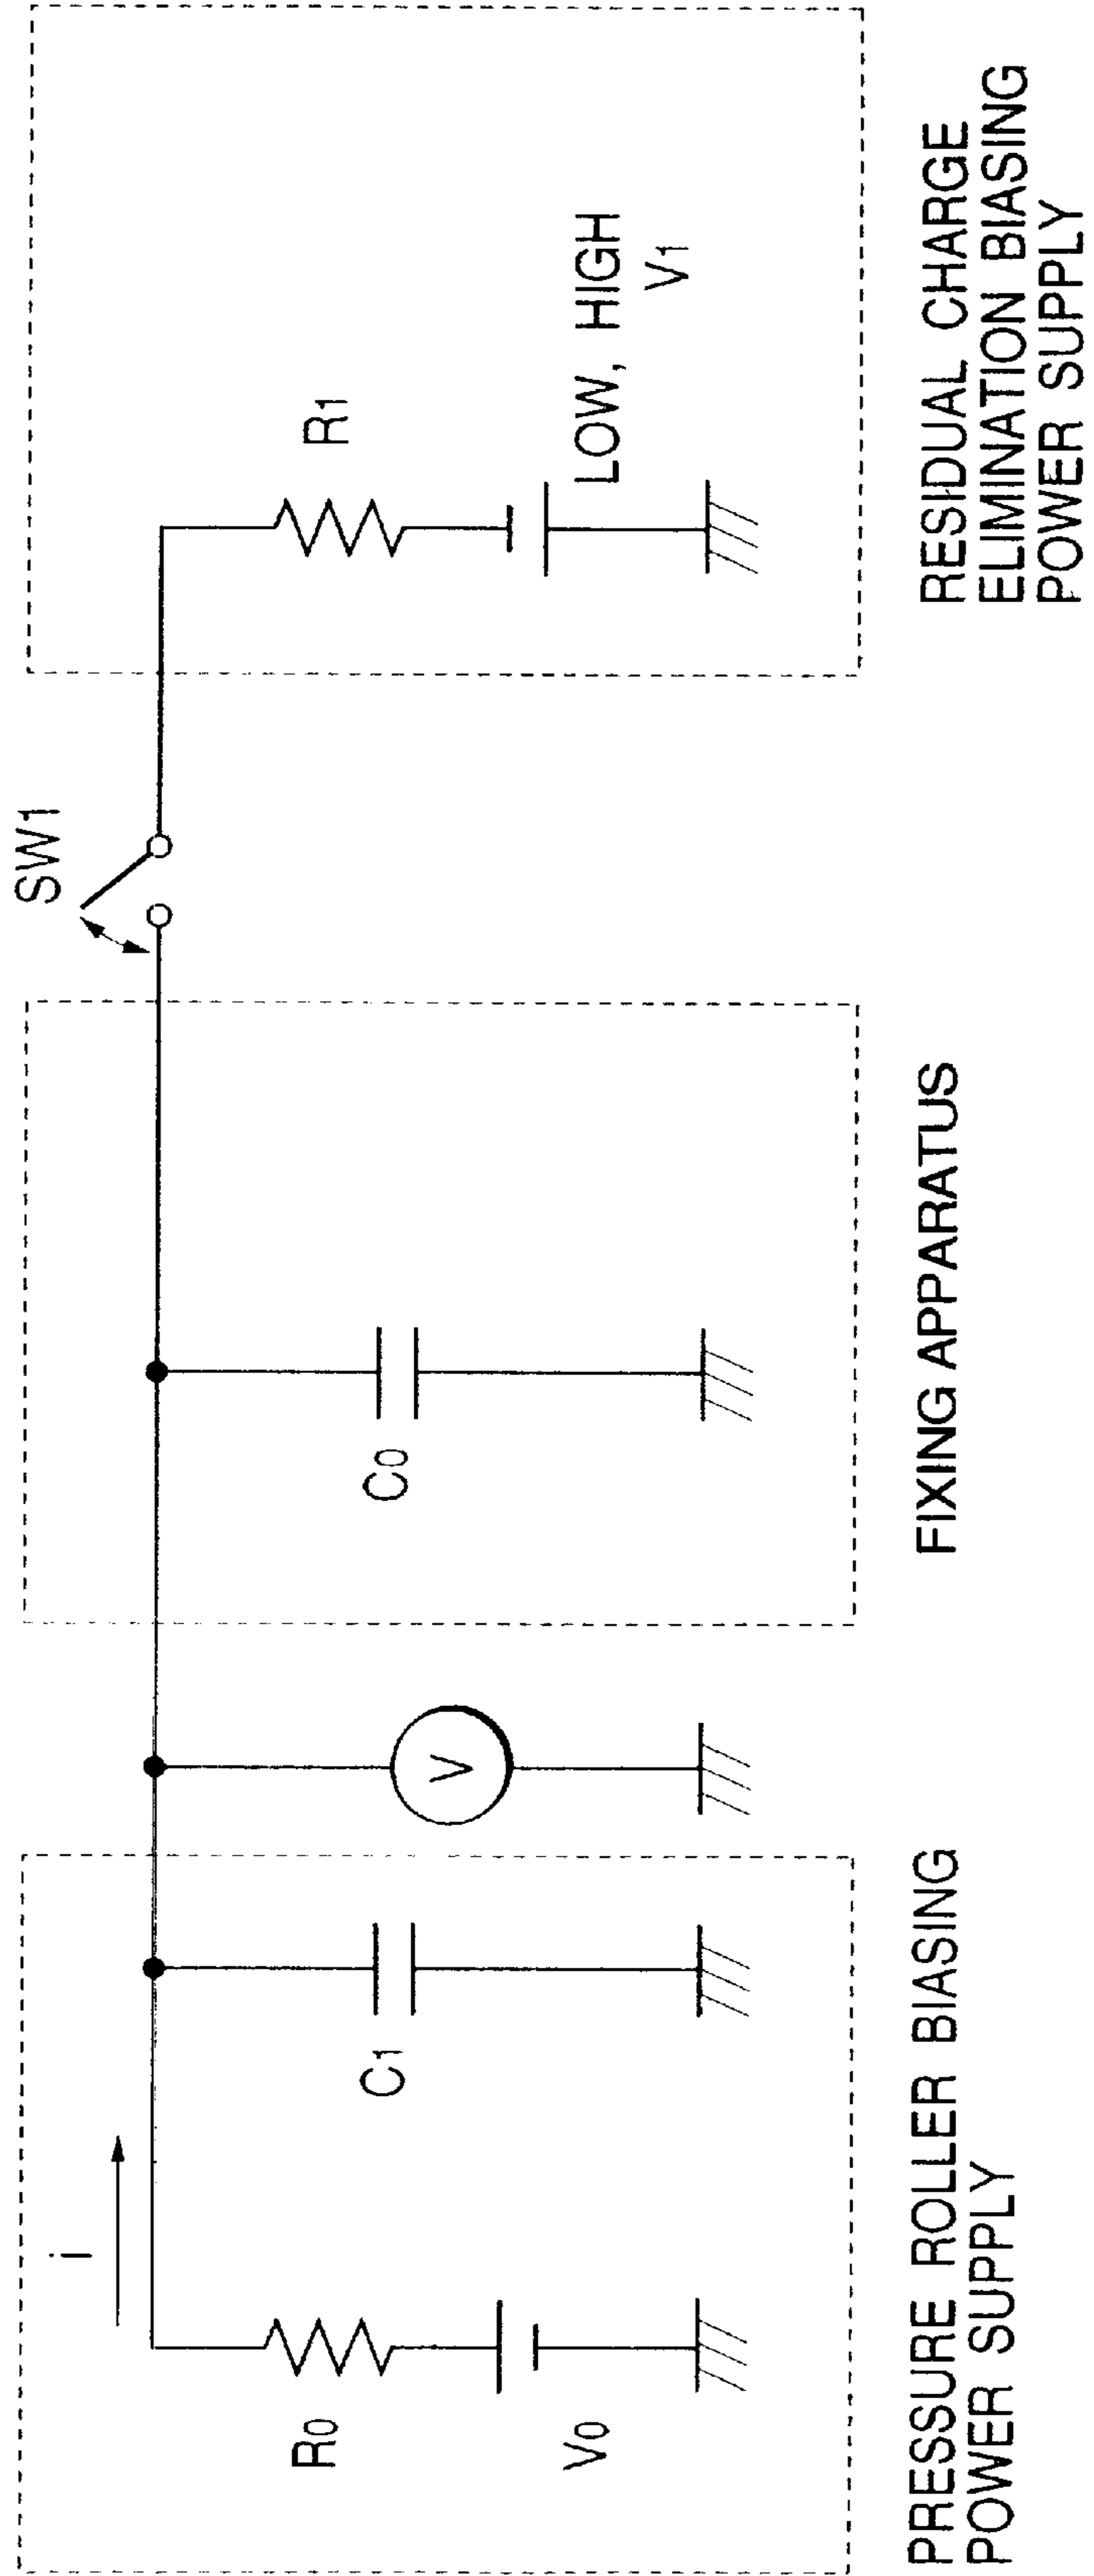 i
R0
V0
C1
V
C0
SW1
R1
LOW, HIGH
V1
PRESSURE ROLLER BIASING
POWER SUPPLY
FIXING APPARATUS
RESIDUAL CHARGE
ELIMINATION BIASING
POWER SUPPLY